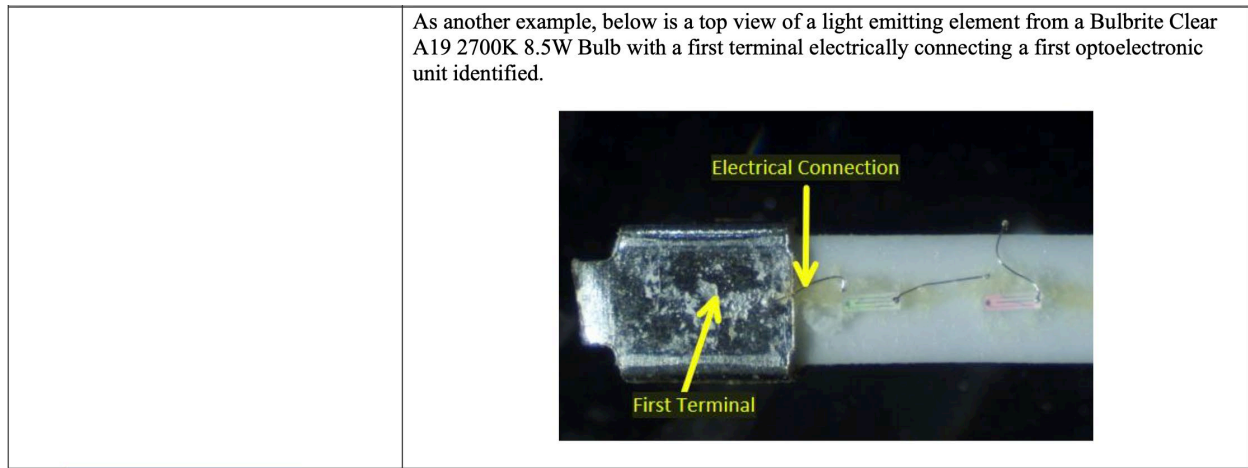 As another example, below is a top view of a light emitting element from a Bulbrite Clear
A19 2700K 8.5W Bulb with a first terminal electrically connecting a first optoelectronic
unit identified.
Electrical Connection
First Terminal